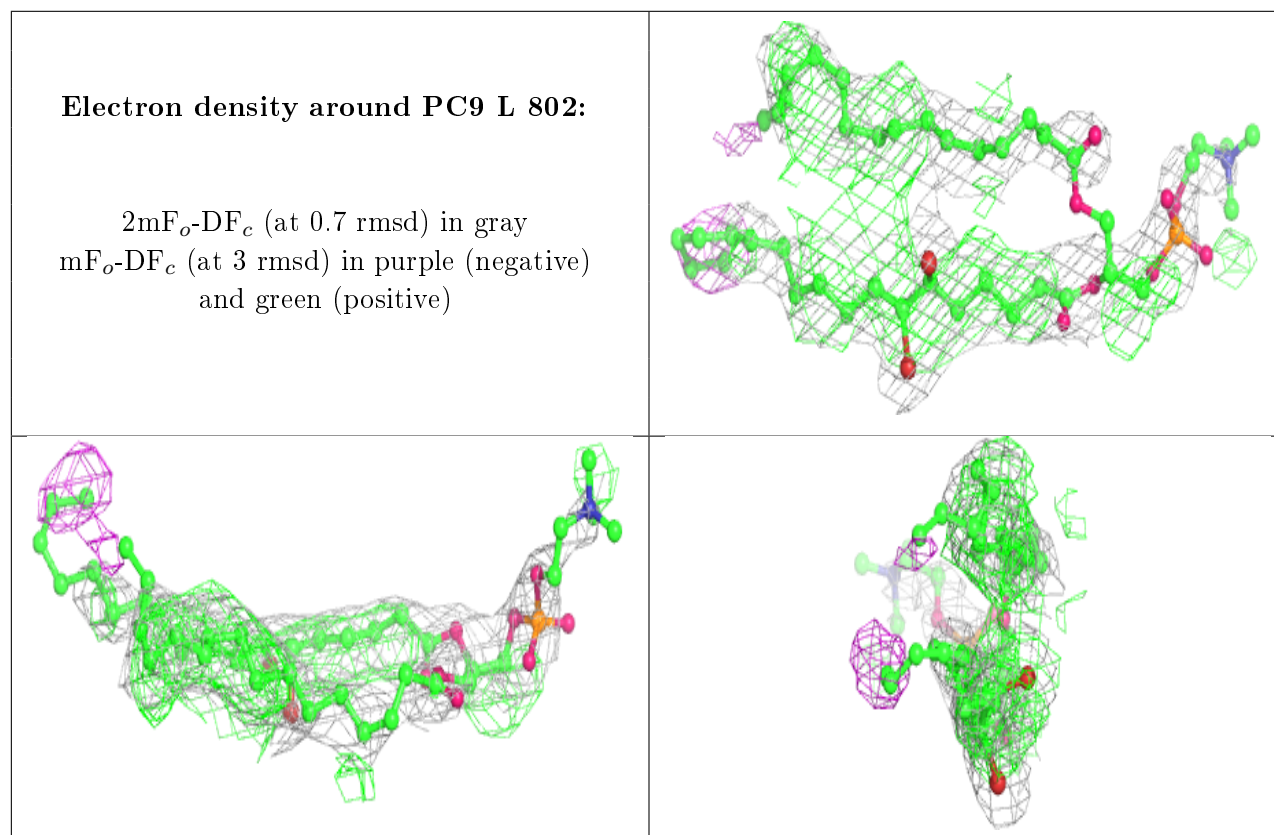 Electron density around PC9 L 802:
2mFₒ-DF𝒸 (at 0.7 rmsd) in gray
mFₒ-DF𝒸 (at 3 rmsd) in purple (negative)
and green (positive)